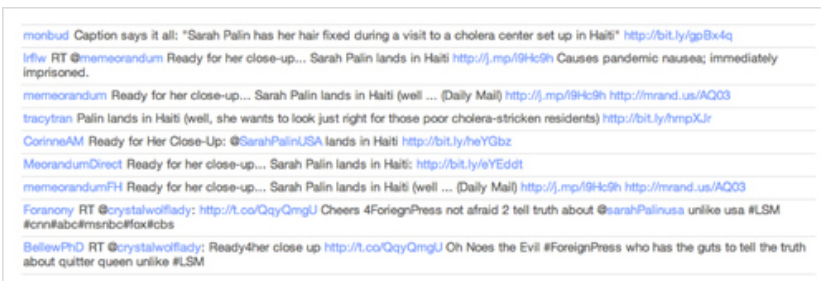 monbud Caption says it all: "Sarah Palin has her hair fixed during a visit to a cholera center set up in Haiti" http://bit.ly/gpBx4q
lrflw RT @memeorandum Ready for her close-up... Sarah Palin lands in Haiti http://j.mp/i9Hc9h Causes pandemic nausea; immediately
imprisoned.
memeorandum Ready for her close-up... Sarah Palin lands in Haiti (well ... (Daily Mail) http://j.mp/i9Hc9h http://mrand.us/AQ03
tracytran Palin lands in Haiti (well, she wants to look just right for those poor cholera-stricken residents) http://bit.ly/hmpXJr
CorinneAM Ready for Her Close-Up: @SarahPalinUSA lands in Haiti http://bit.ly/heYGbz
MeorandumDirect Ready for her close-up... Sarah Palin lands in Haiti: http://bit.ly/eYEddt
memeorandumFH Ready for her close-up... Sarah Palin lands in Haiti (well ... (Daily Mail) http://j.mp/i9Hc9h http://mrand.us/AQ03
Foranony RT @crystalwolflady: http://t.co/QqyQmgU Cheers 4ForiegnPress not afraid 2 tell truth about @sarahPalinusa unlike usa #LSM
#cnn#abc#msnbc#fox#cbs
BellewPhD RT @crystalwolflady: Ready4her close up http://t.co/QqyQmgU Oh Noes the Evil #ForeignPress who has the guts to tell the truth
about quitter queen unlike #LSM